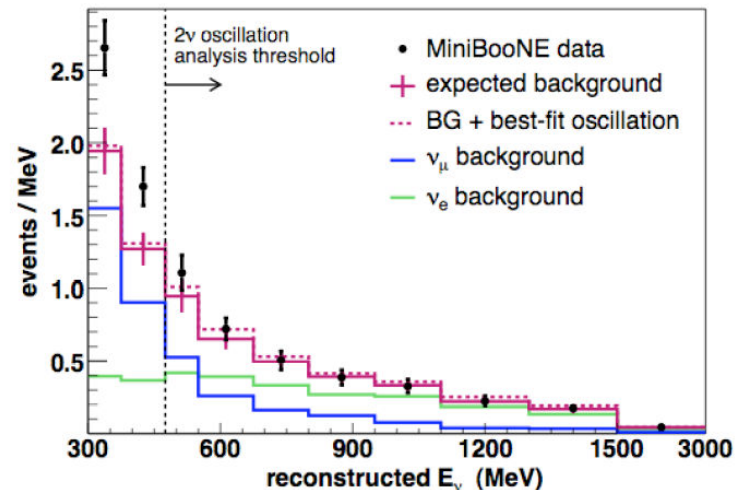 2ν oscillation
analysis threshold
MiniBooNE data
expected background
BG + best-fit oscillation
νμ background
νe background
events / MeV
2.5
2.0
1.5
1.0
0.5
300 600 900 1200 1500 3000
reconstructed Eν (MeV)